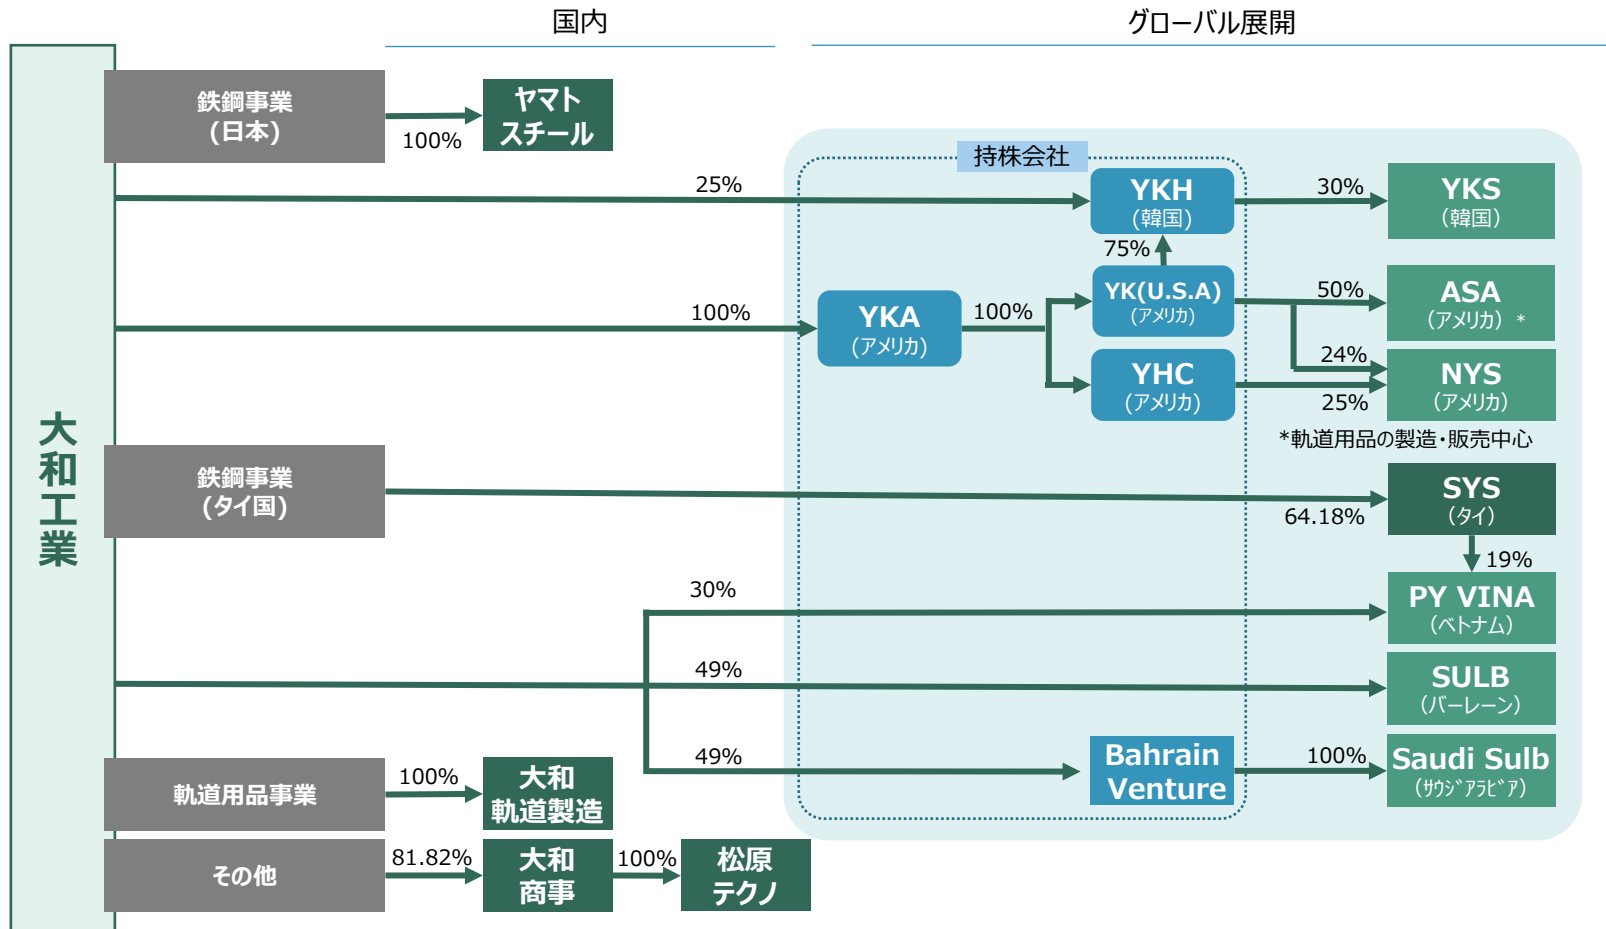 国内
グローバル展開
大和工業
鉄鋼事業
(日本)
100%
ヤマト
スチール
持株会社
25%
YKH
(韓国)
30%
YKS
(韓国)
75%
100%
YKA
(アメリカ)
100%
YK(U.S.A)
(アメリカ)
50%
ASA
(アメリカ) *
YHC
(アメリカ)
24%
25%
NYS
(アメリカ)
*軌道用品の製造・販売中心
鉄鋼事業
(タイ国)
64.18%
SYS
(タイ)
19%
30%
PY VINA
(ベトナム)
49%
SULB
(バーレーン)
49%
Bahrain
Venture
100%
Saudi Sulb
(ｻｳｼﾞｱﾗﾋﾞｱ)
軌道用品事業
100%
大和
軌道製造
その他
81.82%
大和
商事
100%
松原
テクノ